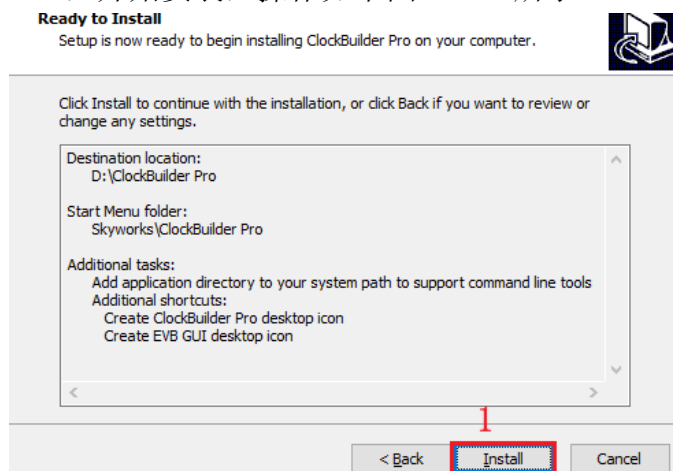 Ready to Install
Setup is now ready to begin installing ClockBuilder Pro on your computer.
Click Install to continue with the installation, or click Back if you want to review or
change any settings.
Destination location:
D:\ClockBuilder Pro
Start Menu folder:
Skyworks\ClockBuilder Pro
Additional tasks:
Add application directory to your system path to support command line tools
Additional shortcuts:
Create ClockBuilder Pro desktop icon
Create EVB GUI desktop icon
1
< Back Install Cancel